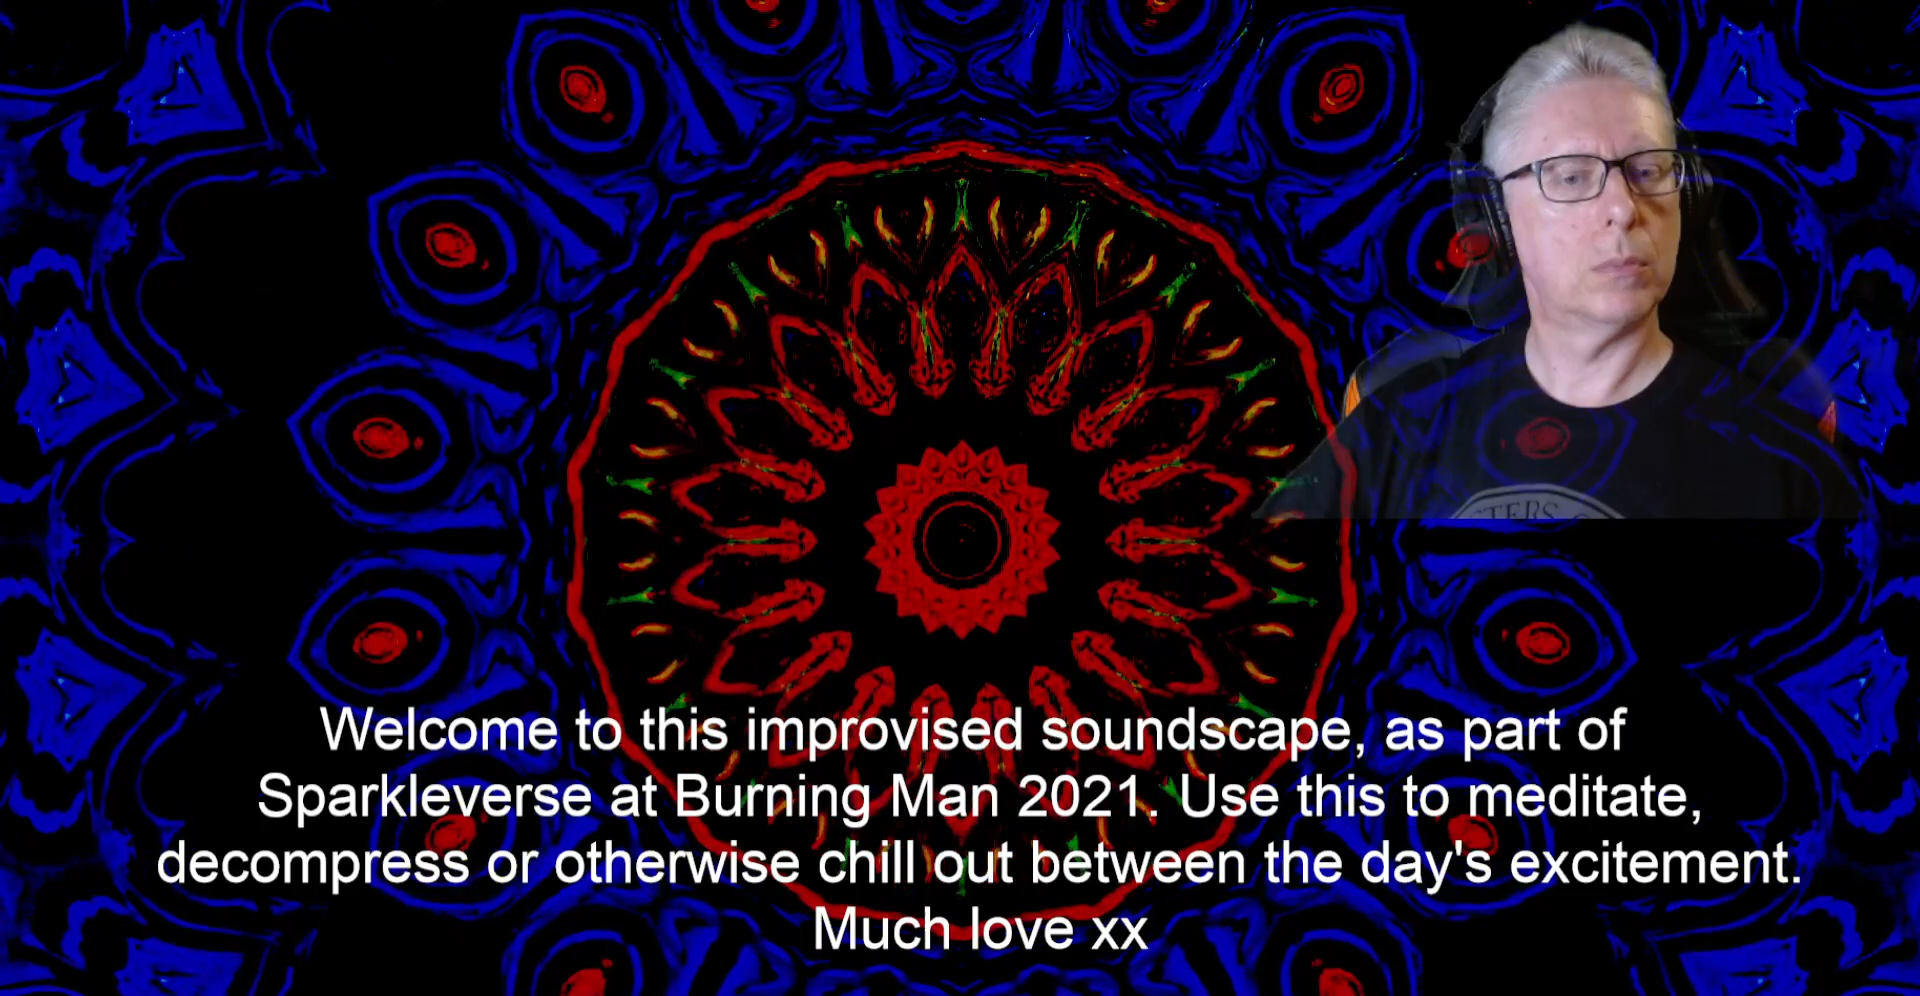 STERS O
Welcome to this improvised soundscape, as part of
Sparkleverse at Burning Man 2021. Use this to meditate,
decompress or otherwise chill out between the day's excitement.
Much love xx